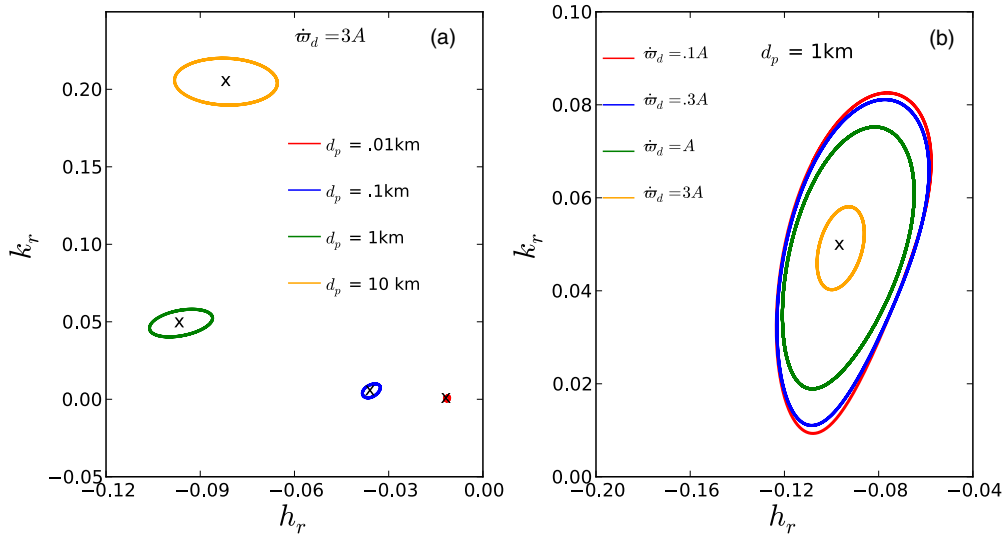 ϖ̇_d = 3A (a)
0.20
0.15
0.10
0.05
0.00
−0.05
k_r
x
x
x
x
d_p = .01km
d_p = .1km
d_p = 1km
d_p = 10 km
−0.12 −0.09 −0.06 −0.03 0.00
h_r
(b)
ϖ̇_d = .1A d_p = 1km
ϖ̇_d = .3A
ϖ̇_d = A
ϖ̇_d = 3A
0.10
0.08
0.06
0.04
0.02
0.00
k_r
x
−0.20 −0.16 −0.12 −0.08 −0.04
h_r